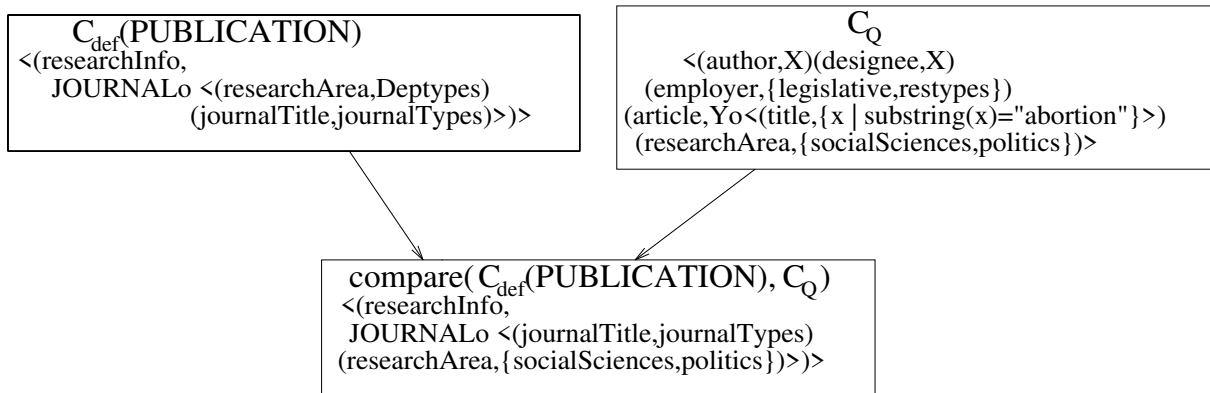 C_def(PUBLICATION)
<(researchInfo,
JOURNALo <(researchArea,Deptypes)
(journalTitle,journalTypes)>)>
C_Q
<(author,X)(designee,X)
(employer,{legislative,restypes})
(article,Yo<(title,{x | substring(x)="abortion"}>)
(researchArea,{socialSciences,politics})>
compare(C_def(PUBLICATION), C_Q)
<(researchInfo,
JOURNALo <(journalTitle,journalTypes)
(researchArea,{socialSciences,politics})>)>